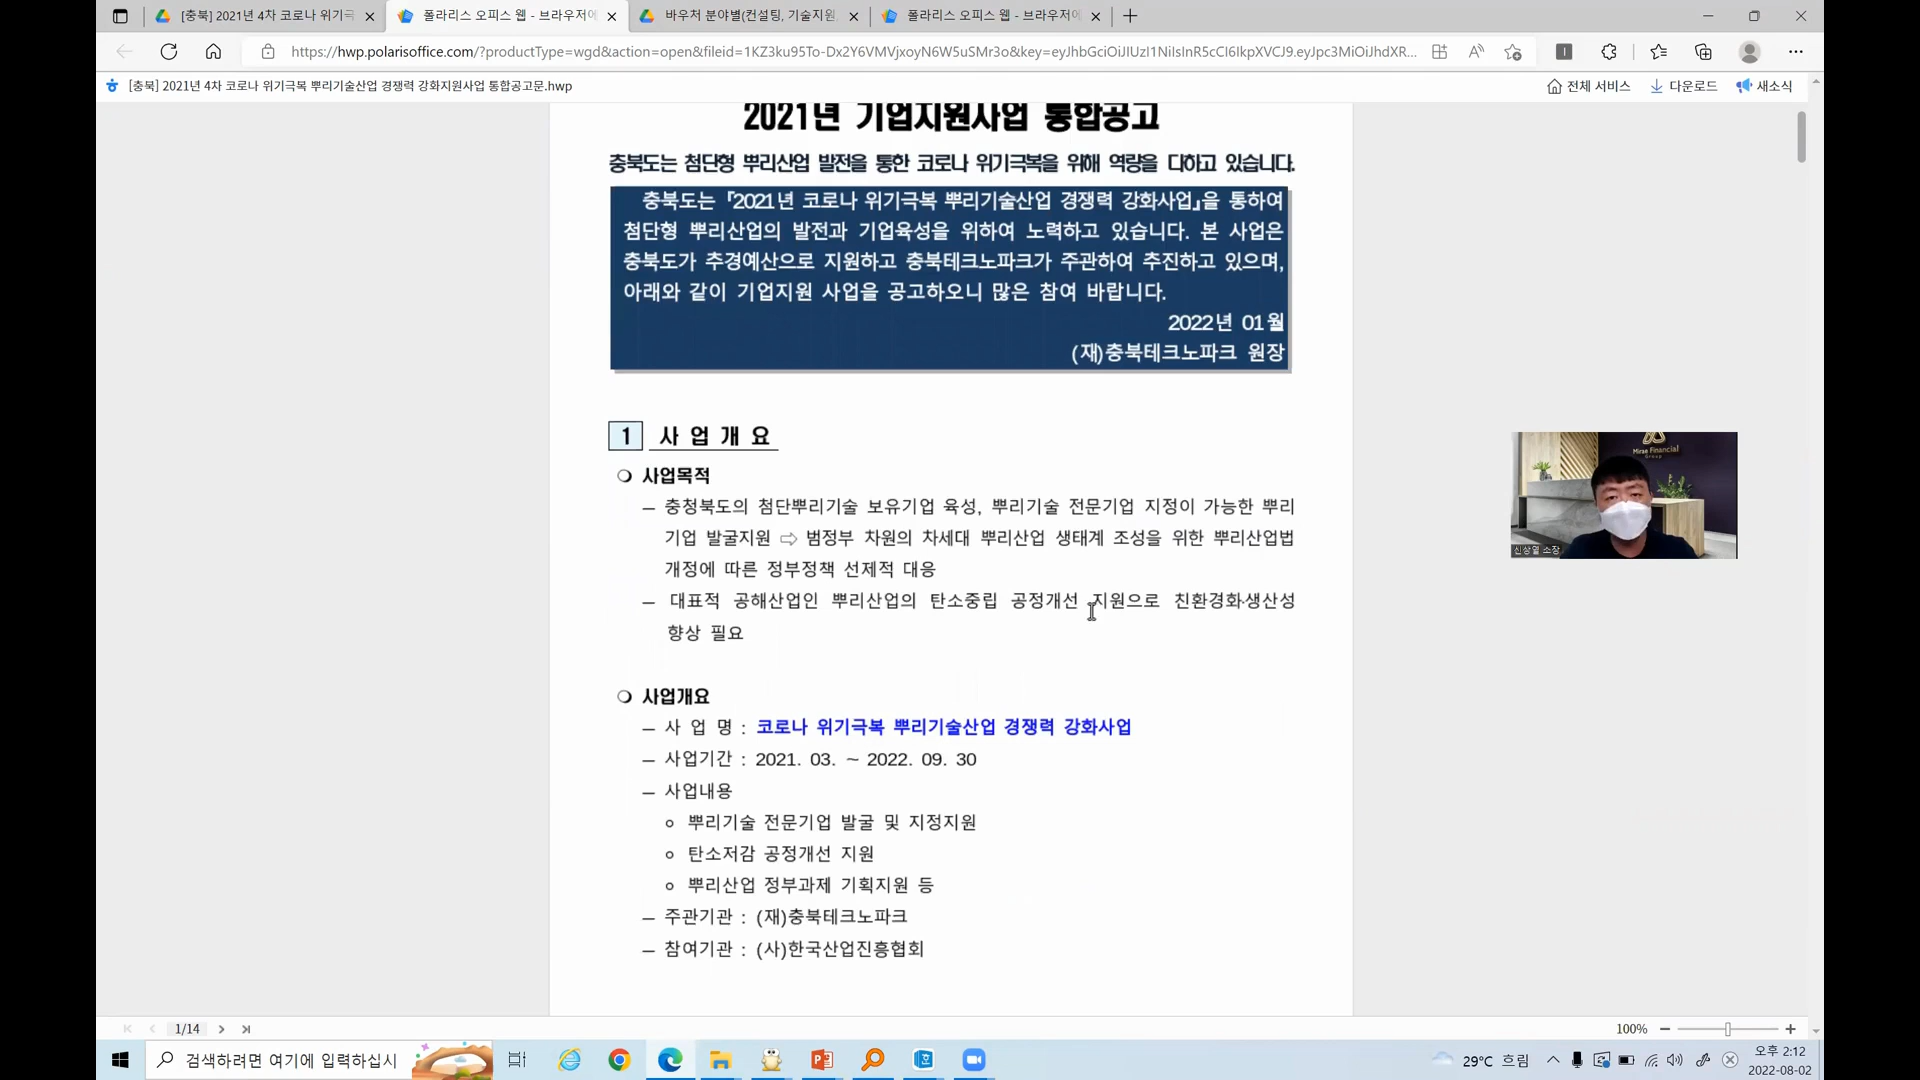 [충북] 2021년 4차 코로나 위기극
폴라리스 오피스 웹 - 브라우저에
바우처 분야별(컨설팅, 기술지원
폴라리스 오피스 웹 - 브라우저에
[충북] 2021년 4차 코로나 위기극복 뿌리기술산업 경쟁력 강화지원사업 통합공고문.hwp
전체 서비스
다운로드
새소식
2021년 기업지원사업 통합공고
충북도는 첨단형 뿌리산업 발전을 통한 코로나 위기극복을 위해 역량을 다하고 있습니다.
충북도는 『2021년 코로나 위기극복 뿌리기술산업 경쟁력 강화사업』을 통하여
첨단형 뿌리산업의 발전과 기업육성을 위하여 노력하고 있습니다. 본 사업은
충북도가 추경예산으로 지원하고 충북테크노파크가 주관하여 추진하고 있으며,
아래와 같이 기업지원 사업을 공고하오니 많은 참여 바랍니다.
2022년 01월
(재)충북테크노파크 원장
1 사 업 개 요
❍ 사업목적
– 충청북도의 첨단뿌리기술 보유기업 육성, 뿌리기술 전문기업 지정이 가능한 뿌리
기업 발굴지원 ⇨ 범정부 차원의 차세대 뿌리산업 생태계 조성을 위한 뿌리산업법
개정에 따른 정부정책 선제적 대응
– 대표적 공해산업인 뿌리산업의 탄소중립 공정개선 지원으로 친환경화·생산성
향상 필요
❍ 사업개요
– 사 업 명 : 코로나 위기극복 뿌리기술산업 경쟁력 강화사업
– 사업기간 : 2021. 03. ~ 2022. 09. 30
– 사업내용
o 뿌리기술 전문기업 발굴 및 지정지원
o 탄소저감 공정개선 지원
o 뿌리산업 정부과제 기획지원 등
– 주관기관 : (재)충북테크노파크
– 참여기관 : (사)한국산업진흥협회
Mirae Financial
Group
신상열 소장
1/14
100%
검색하려면 여기에 입력하십시
29°C 흐림
오후 2:12
2022-08-02